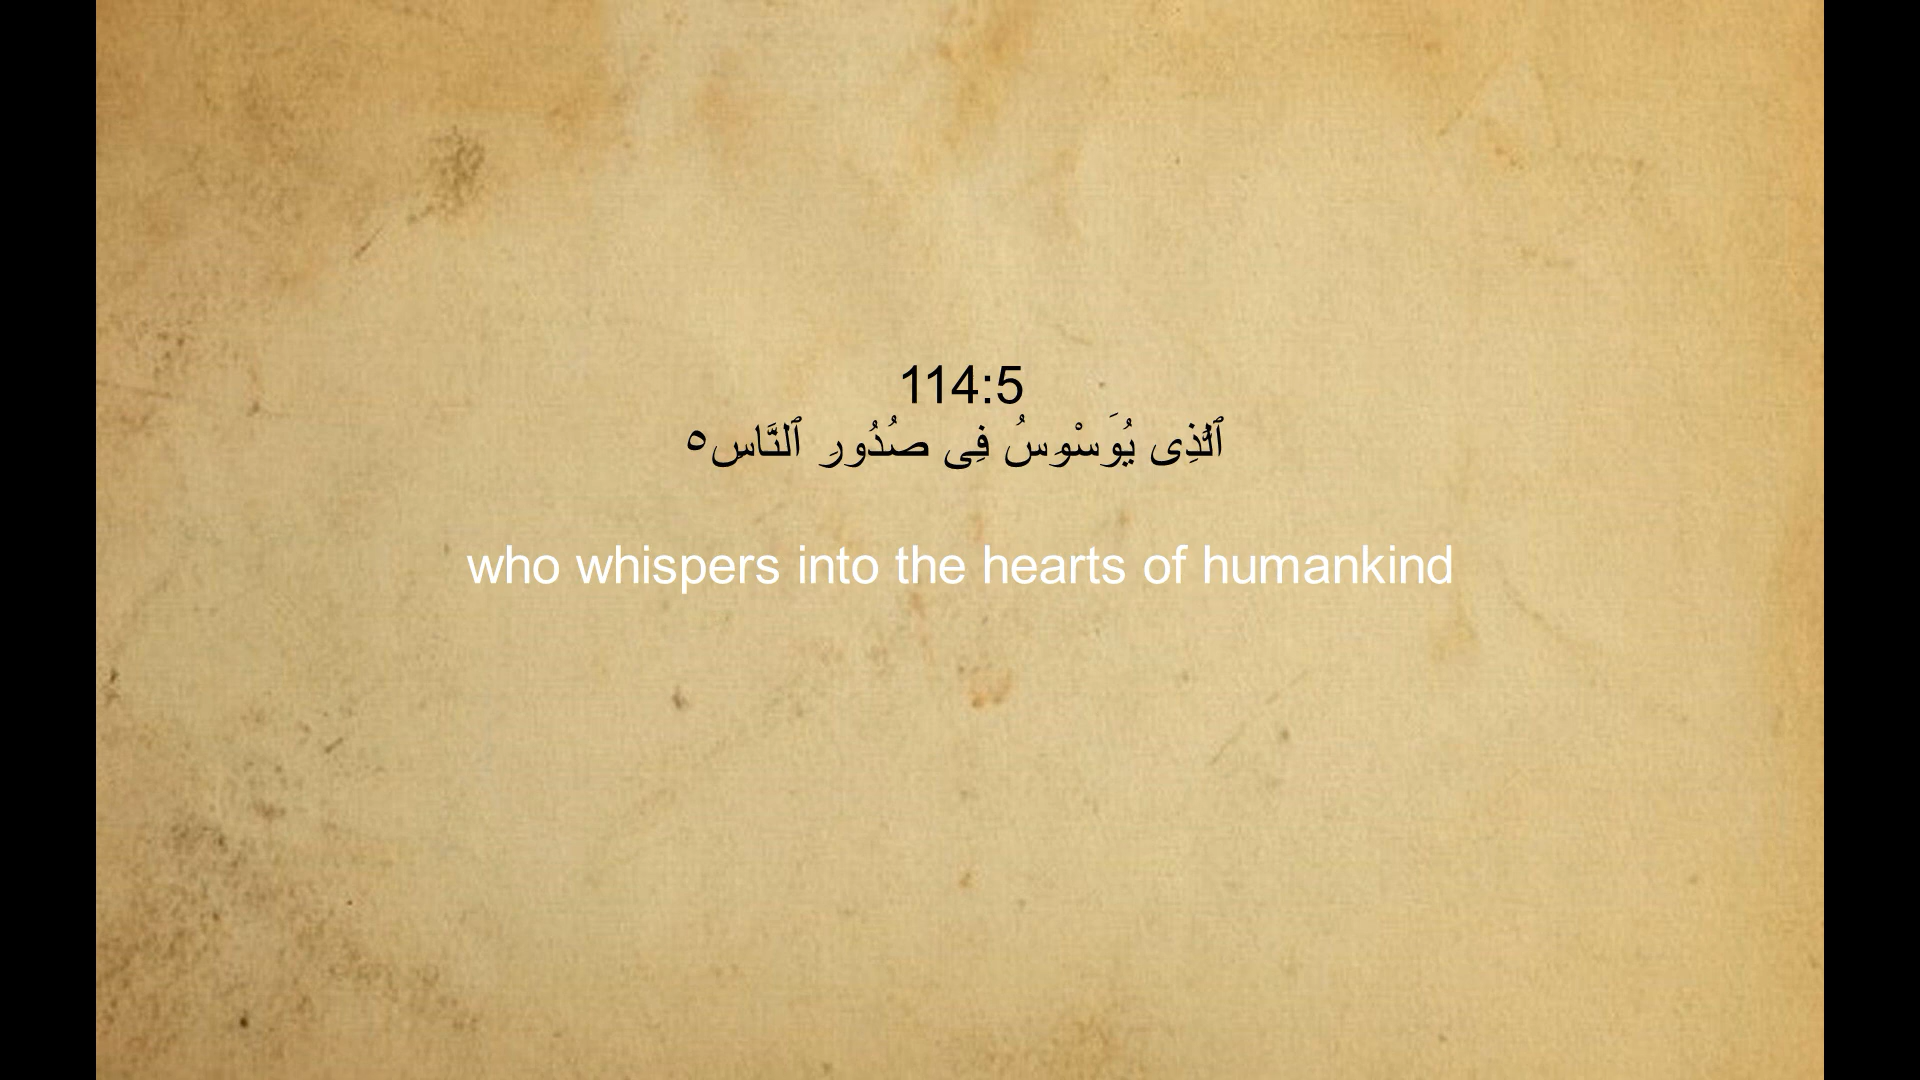 114:5
ٱلَّذِى يُوَسْوِسُ فِى صُدُورِ ٱلنَّاسِ٥
who whispers into the hearts of humankind